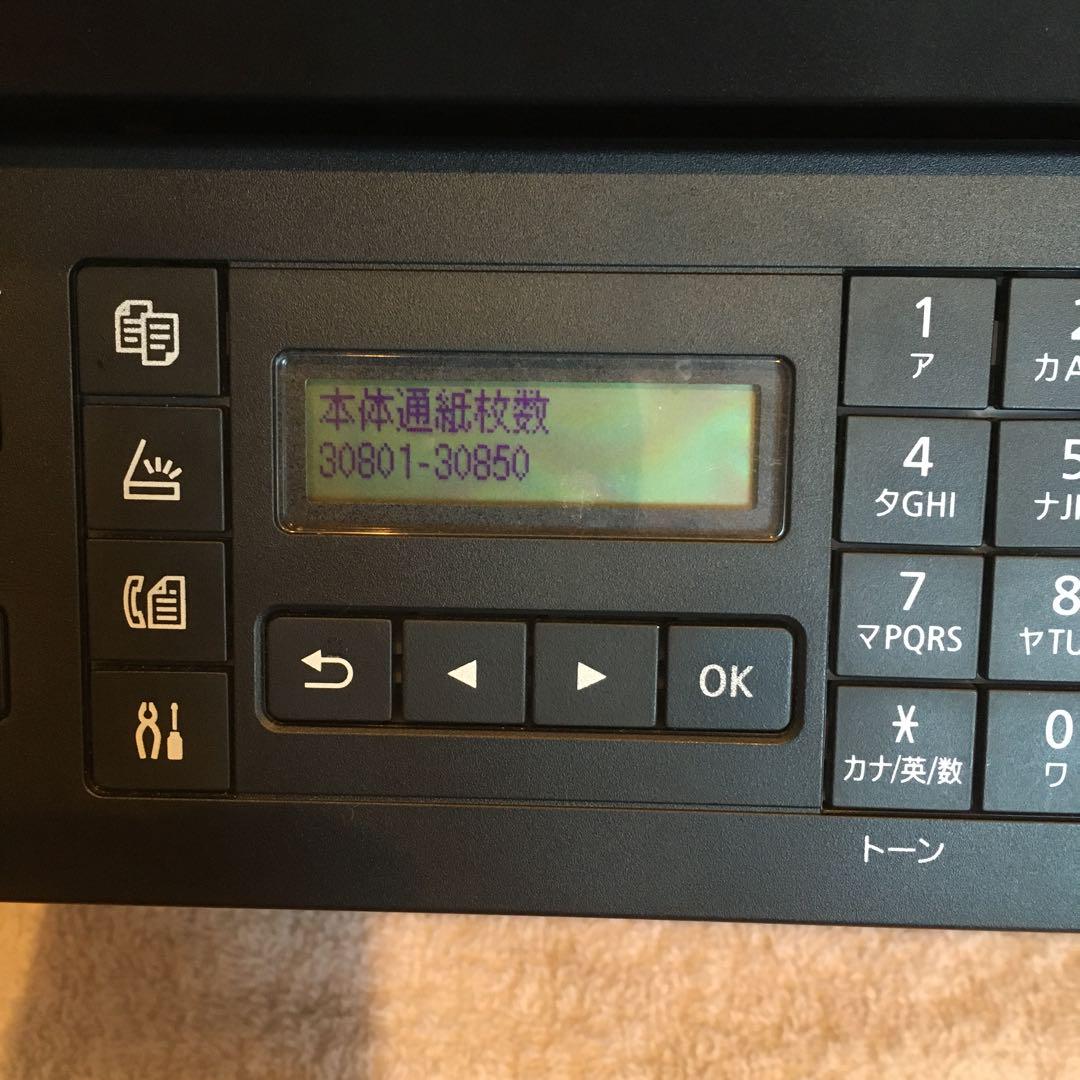 本体通紙枚数
30801-30850
OK
1
ア
2
カA
4
タGHI
5
ナJ
7
マPQRS
8
ヤTU
*
カナ/英/数
0
ワ
トーン